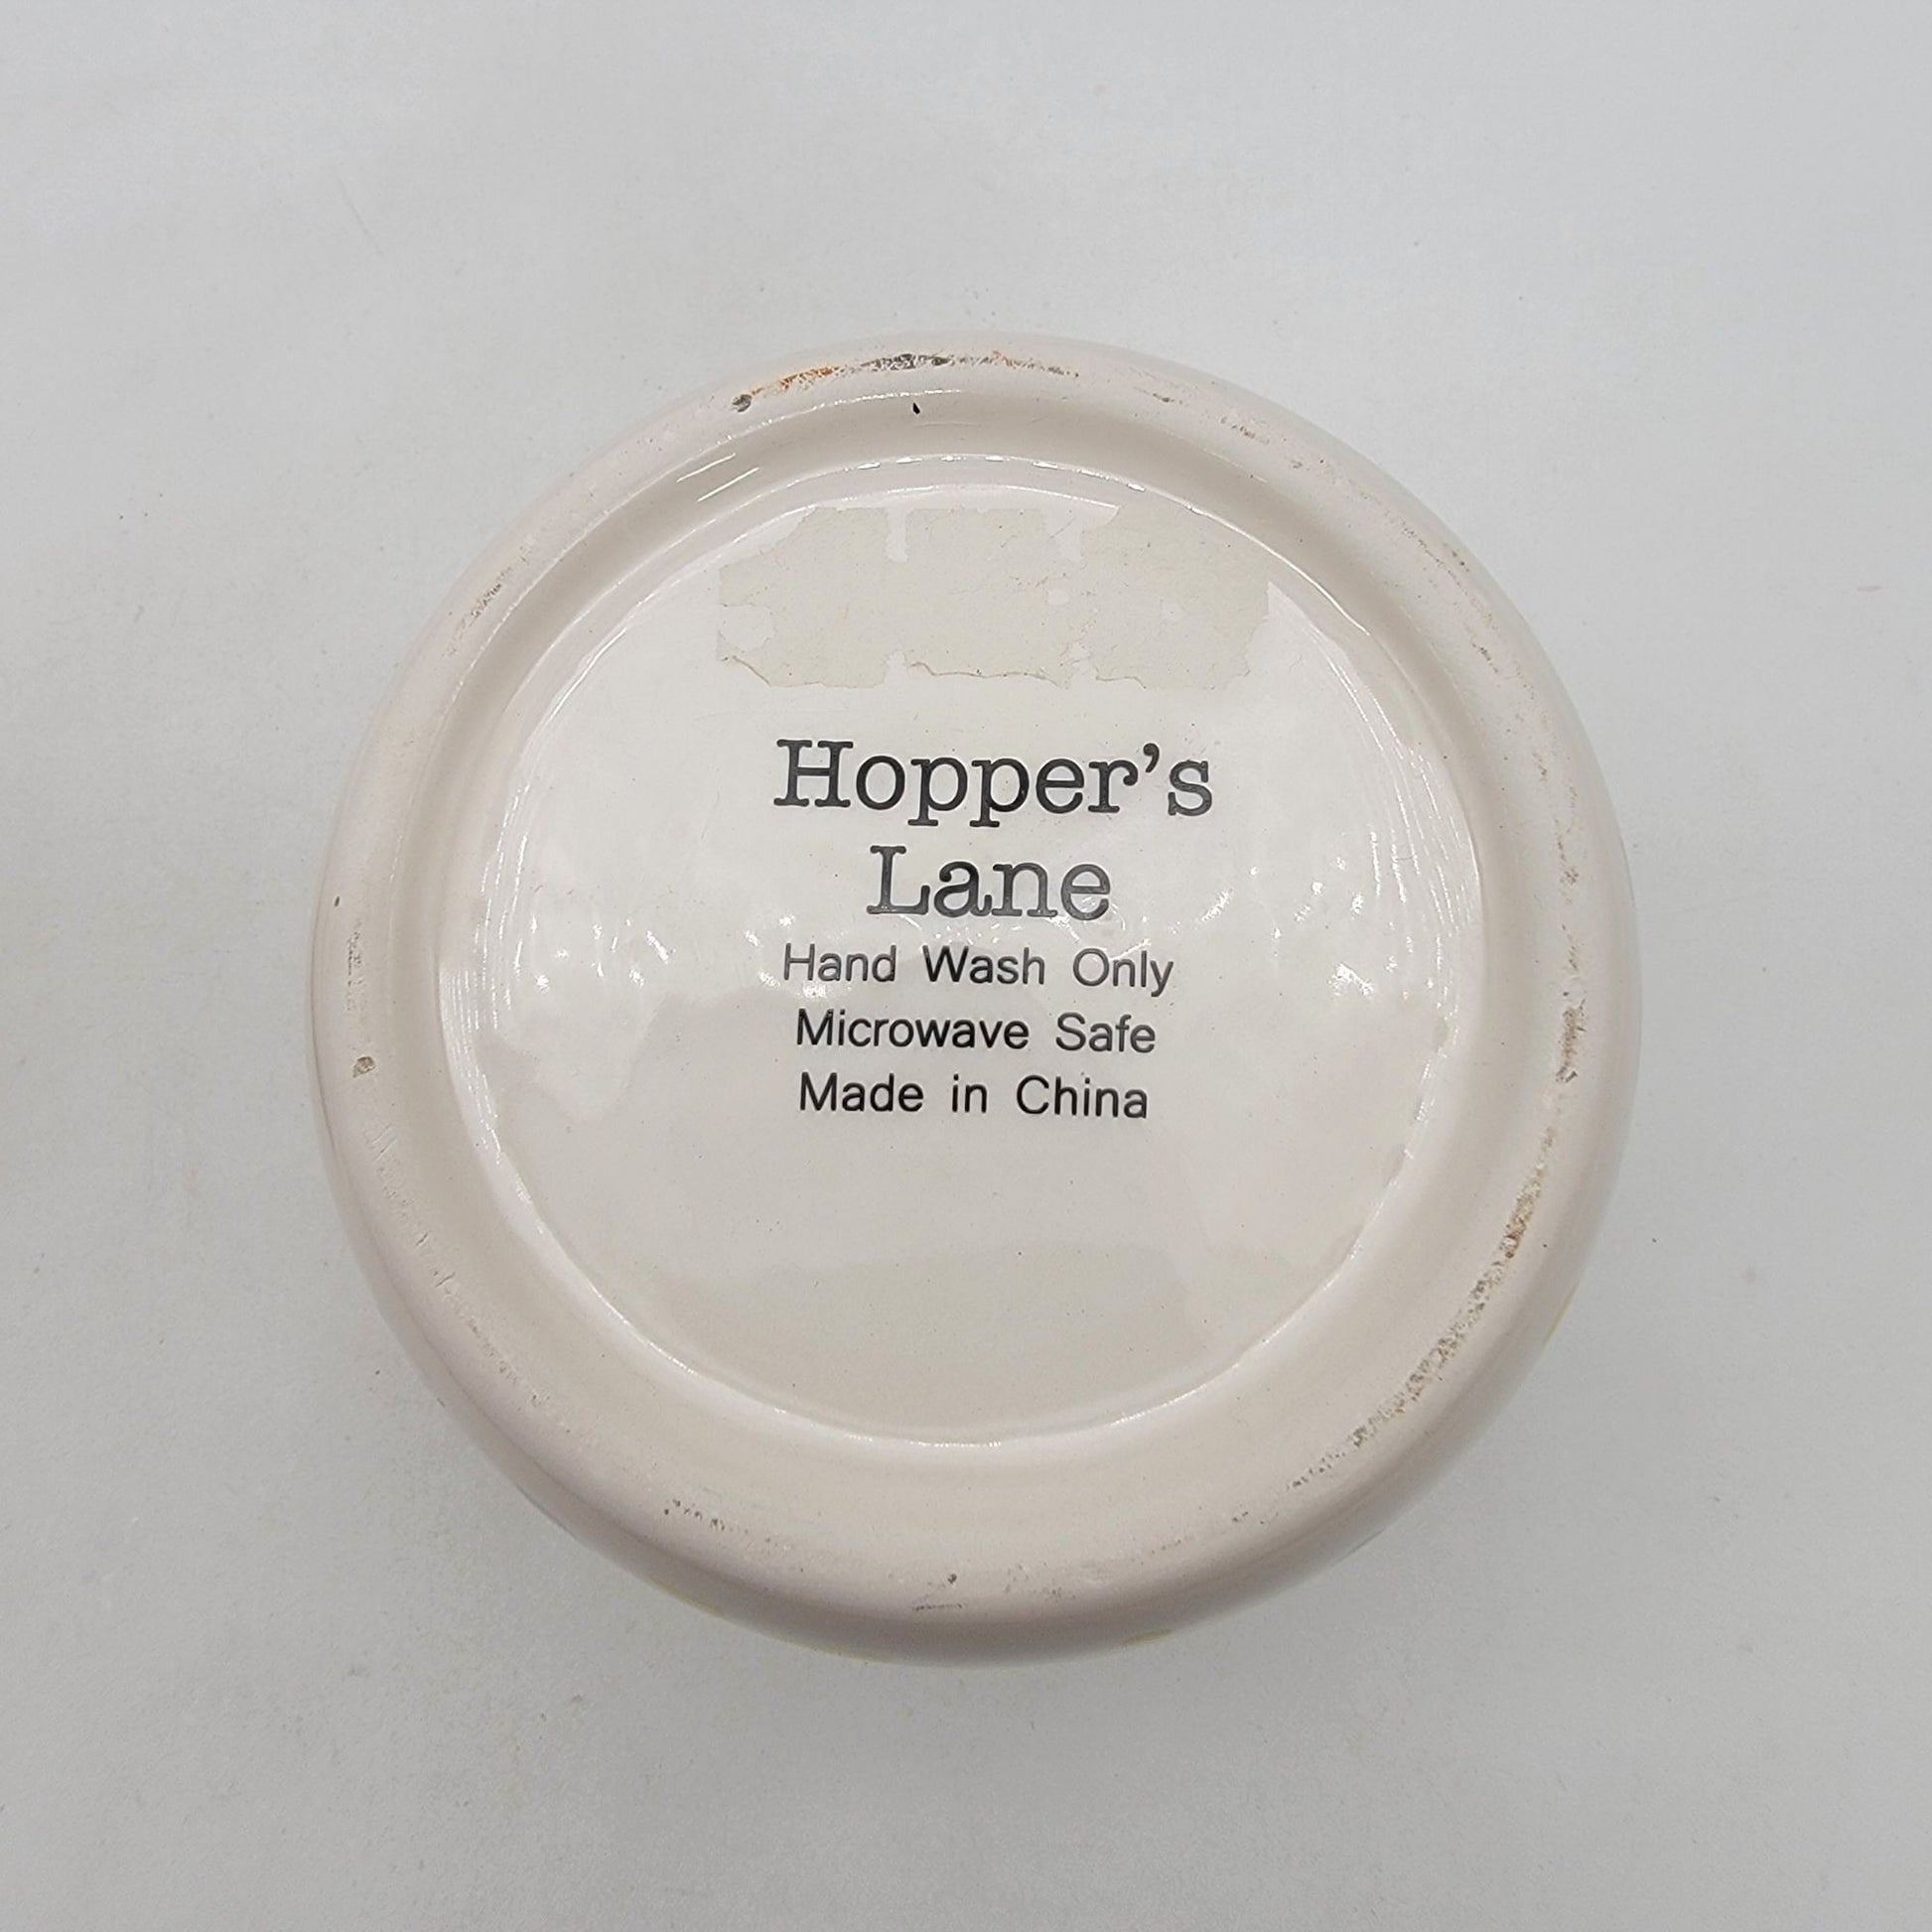 Hopper's
Lane
Hand Wash Only
Microwave Safe
Made in China